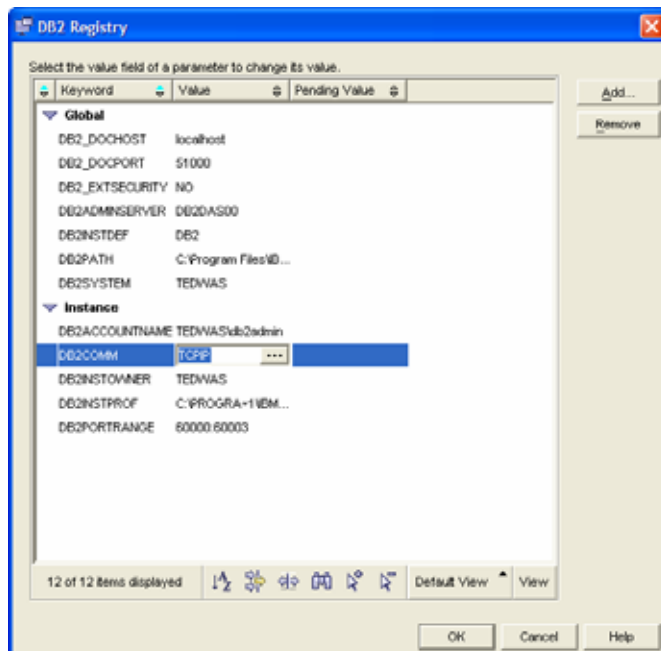 DB2 Registry
Select the value field of a parameter to change its value.
Keyword Value Pending Value
Add...
Remove
Global
DB2_DOCHOST localhost
DB2_DOCPORT 51000
DB2_EXTSECURITY NO
DB2ADMINSERVER DB2DAS00
DB2INSTDEF DB2
DB2PATH C:\Program Files\IB...
DB2SYSTEM TEDWAS
Instance
DB2ACCOUNTNAME TEDWAS\db2admin
DB2COMM TCPIP ...
DB2INSTOWNER TEDWAS
DB2INSTPROF C:\PROGRA~1\IBM...
DB2PORTRANGE 60000:60003
12 of 12 items displayed Default View View
OK Cancel Help